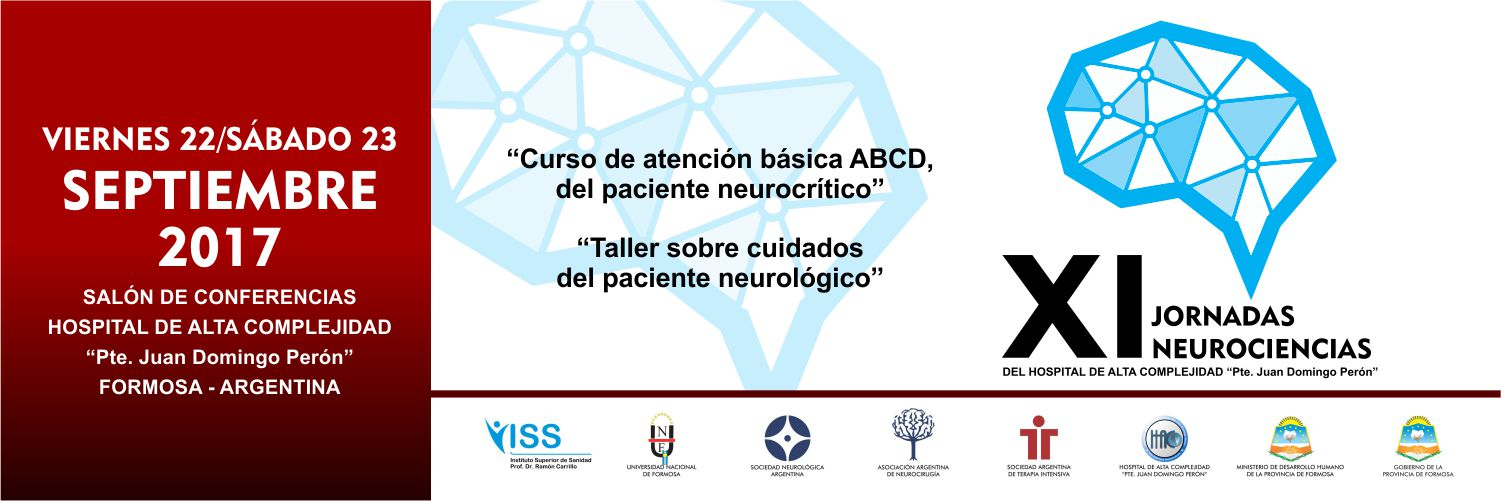 VIERNES 22/SÁBADO 23
SEPTIEMBRE
2017
SALÓN DE CONFERENCIAS
HOSPITAL DE ALTA COMPLEJIDAD
“Pte. Juan Domingo Perón”
FORMOSA - ARGENTINA
“Curso de atención básica ABCD,
del paciente neurocrítico”
“Taller sobre cuidados
del paciente neurológico”
XI
JORNADAS
NEUROCIENCIAS
DEL HOSPITAL DE ALTA COMPLEJIDAD “Pte. Juan Domingo Perón”
ISS
Instituto Superior de Sanidad
Prof. Dr. Ramón Carrillo
UNIVERSIDAD NACIONAL
DE FORMOSA
SOCIEDAD NEUROLÓGICA
ARGENTINA
ASOCIACIÓN ARGENTINA
DE NEUROCIRUGÍA
SOCIEDAD ARGENTINA
DE TERAPIA INTENSIVA
HAC
HOSPITAL DE ALTA COMPLEJIDAD
“PTE. JUAN DOMINGO PERÓN”
MINISTERIO DE DESARROLLO HUMANO
DE LA PROVINCIA DE FORMOSA
GOBIERNO DE LA
PROVINCIA DE FORMOSA